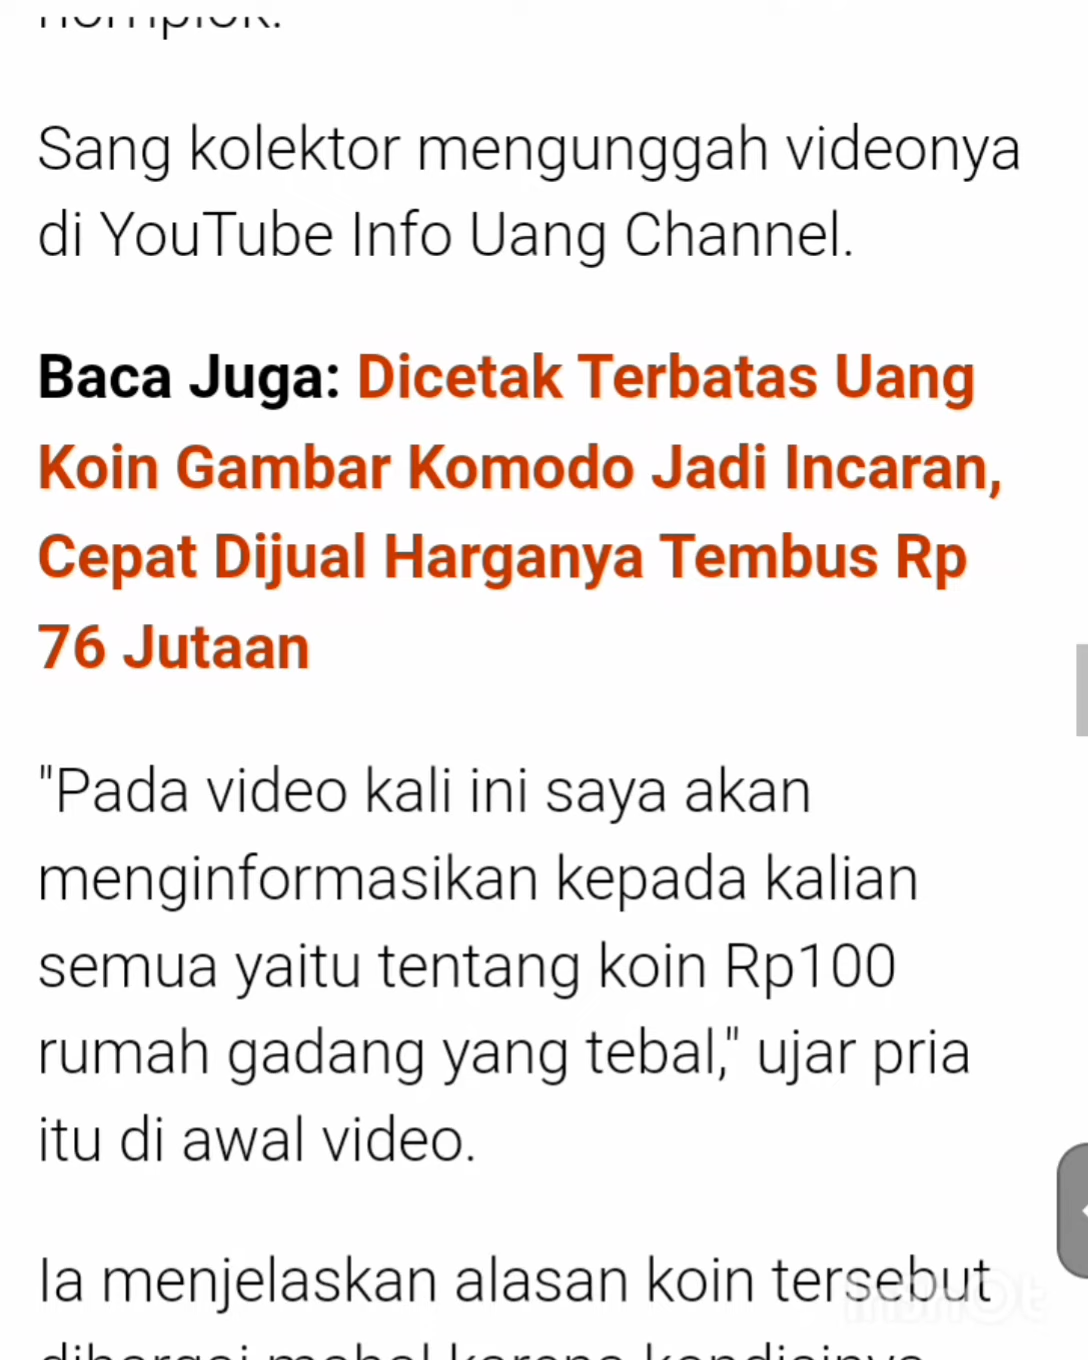 Sang kolektor mengunggah videonya
di YouTube Info Uang Channel.
Baca Juga: Dicetak Terbatas Uang
Koin Gambar Komodo Jadi Incaran,
Cepat Dijual Harganya Tembus Rp
76 Jutaan
"Pada video kali ini saya akan
menginformasikan kepada kalian
semua yaitu tentang koin Rp100
rumah gadang yang tebal," ujar pria
itu di awal video.
Ia menjelaskan alasan koin tersebut